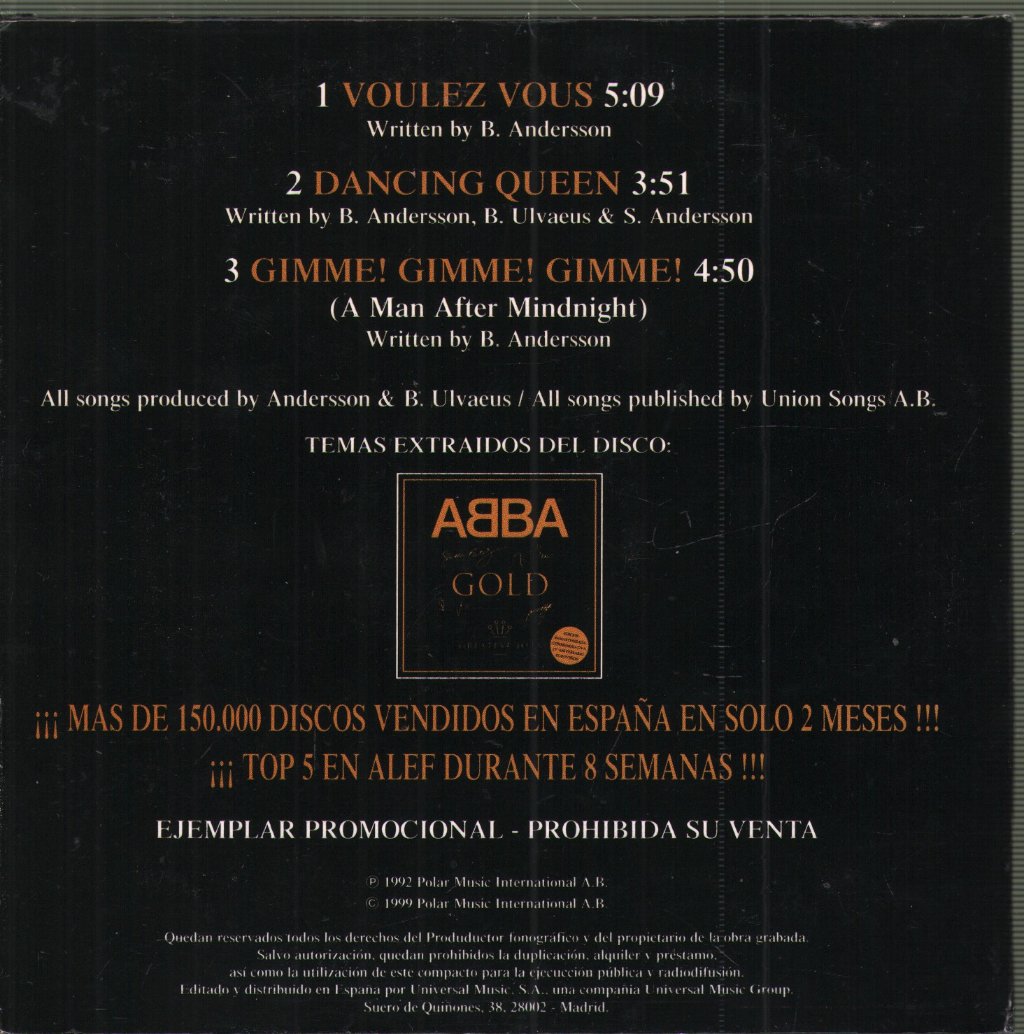 1 VOULEZ VOUS 5:09
Written by B. Andersson
2 DANCING QUEEN 3:51
Written by B. Andersson, B. Ulvaeus & S. Andersson
3 GIMME! GIMME! GIMME! 4:50
(A Man After Mindnight)
Written by B. Andersson
All songs produced by Andersson & B. Ulvaeus / All songs published by Union Songs A.B.
TEMAS EXTRAIDOS DEL DISCO:
ABBA
GOLD
¡¡¡ MAS DE 150.000 DISCOS VENDIDOS EN ESPAÑA EN SOLO 2 MESES !!!
¡¡¡ TOP 5 EN ALEF DURANTE 8 SEMANAS !!!
EJEMPLAR PROMOCIONAL - PROHIBIDA SU VENTA
℗ 1992 Polar Music International A.B.
© 1999 Polar Music International A.B.
Quedan reservados todos los derechos del Produductor fonográfico y del propietario de la obra grabada.
Salvo autorización, quedan prohibidos la duplicación, alquiler y préstamo,
así como la utilización de este compacto para la ejecucción pública y radiodifusión.
Editado y distribuído en España por Universal Music, S.A., una compañia Universal Music Group.
Suero de Quiñones, 38, 28002 - Madrid.